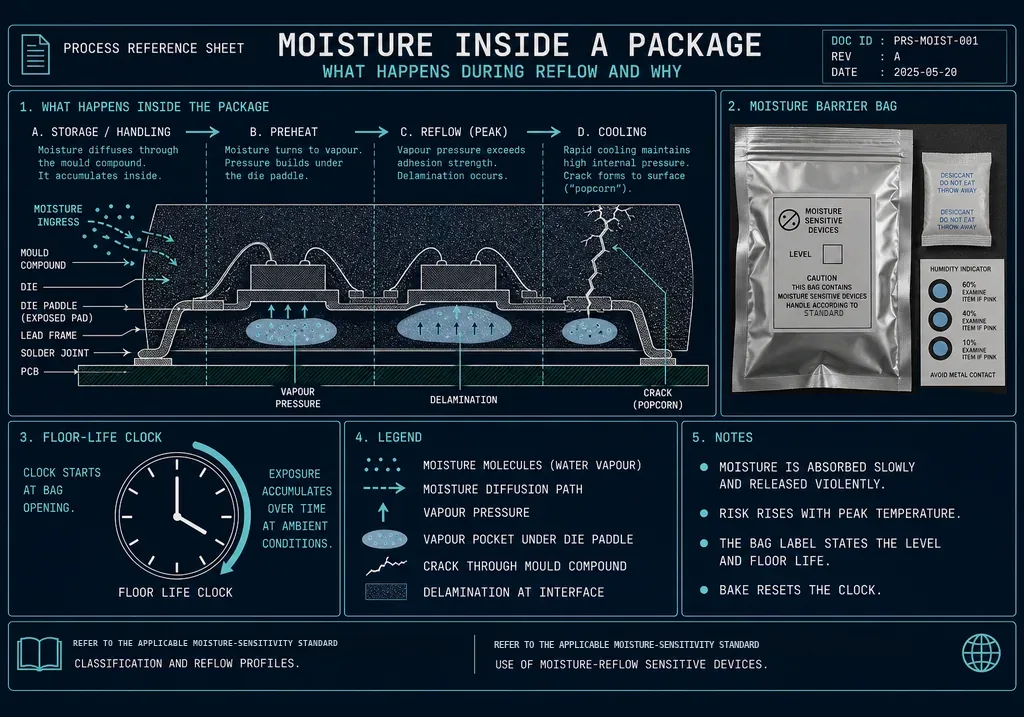 PROCESS REFERENCE SHEET
MOISTURE INSIDE A PACKAGE
WHAT HAPPENS DURING REFLOW AND WHY
DOC ID : PRS-MOIST-001
REV : A
DATE : 2025-05-20
1. WHAT HAPPENS INSIDE THE PACKAGE
A. STORAGE / HANDLING
Moisture diffuses through
the mould compound.
It accumulates inside.
B. PREHEAT
Moisture turns to vapour.
Pressure builds under
the die paddle.
C. REFLOW (PEAK)
Vapour pressure exceeds
adhesion strength.
Delamination occurs.
D. COOLING
Rapid cooling maintains
high internal pressure.
Crack forms to surface
("popcorn").
MOISTURE
INGRESS
MOULD
COMPOUND
DIE
DIE PADDLE
(EXPOSED PAD)
LEAD FRAME
SOLDER JOINT
PCB
VAPOUR
PRESSURE
DELAMINATION
CRACK
(POPCORN)
2. MOISTURE BARRIER BAG
MOISTURE
SENSITIVE
DEVICES
LEVEL
CAUTION
THIS BAG CONTAINS
MOISTURE SENSITIVE DEVICES
HANDLE ACCORDING TO
STANDARD
DESICCANT
DO NOT EAT
THROW AWAY
DESICCANT
DO NOT EAT
THROW AWAY
HUMIDITY INDICATOR
60%
EXAMINE
ITEM IF PINK
40%
EXAMINE
ITEM IF PINK
10%
EXAMINE
ITEM IF PINK
AVOID METAL CONTACT
3. FLOOR-LIFE CLOCK
CLOCK STARTS
AT BAG
OPENING.
EXPOSURE
ACCUMULATES
OVER TIME
AT AMBIENT
CONDITIONS.
FLOOR LIFE CLOCK
4. LEGEND
MOISTURE MOLECULES (WATER VAPOUR)
MOISTURE DIFFUSION PATH
VAPOUR PRESSURE
VAPOUR POCKET UNDER DIE PADDLE
CRACK THROUGH MOULD COMPOUND
DELAMINATION AT INTERFACE
5. NOTES
MOISTURE IS ABSORBED SLOWLY
AND RELEASED VIOLENTLY.
RISK RISES WITH PEAK TEMPERATURE.
THE BAG LABEL STATES THE LEVEL
AND FLOOR LIFE.
BAKE RESETS THE CLOCK.
REFER TO THE APPLICABLE MOISTURE-SENSITIVITY STANDARD
CLASSIFICATION AND REFLOW PROFILES.
REFER TO THE APPLICABLE MOISTURE-SENSITIVITY STANDARD
USE OF MOISTURE-REFLOW SENSITIVE DEVICES.